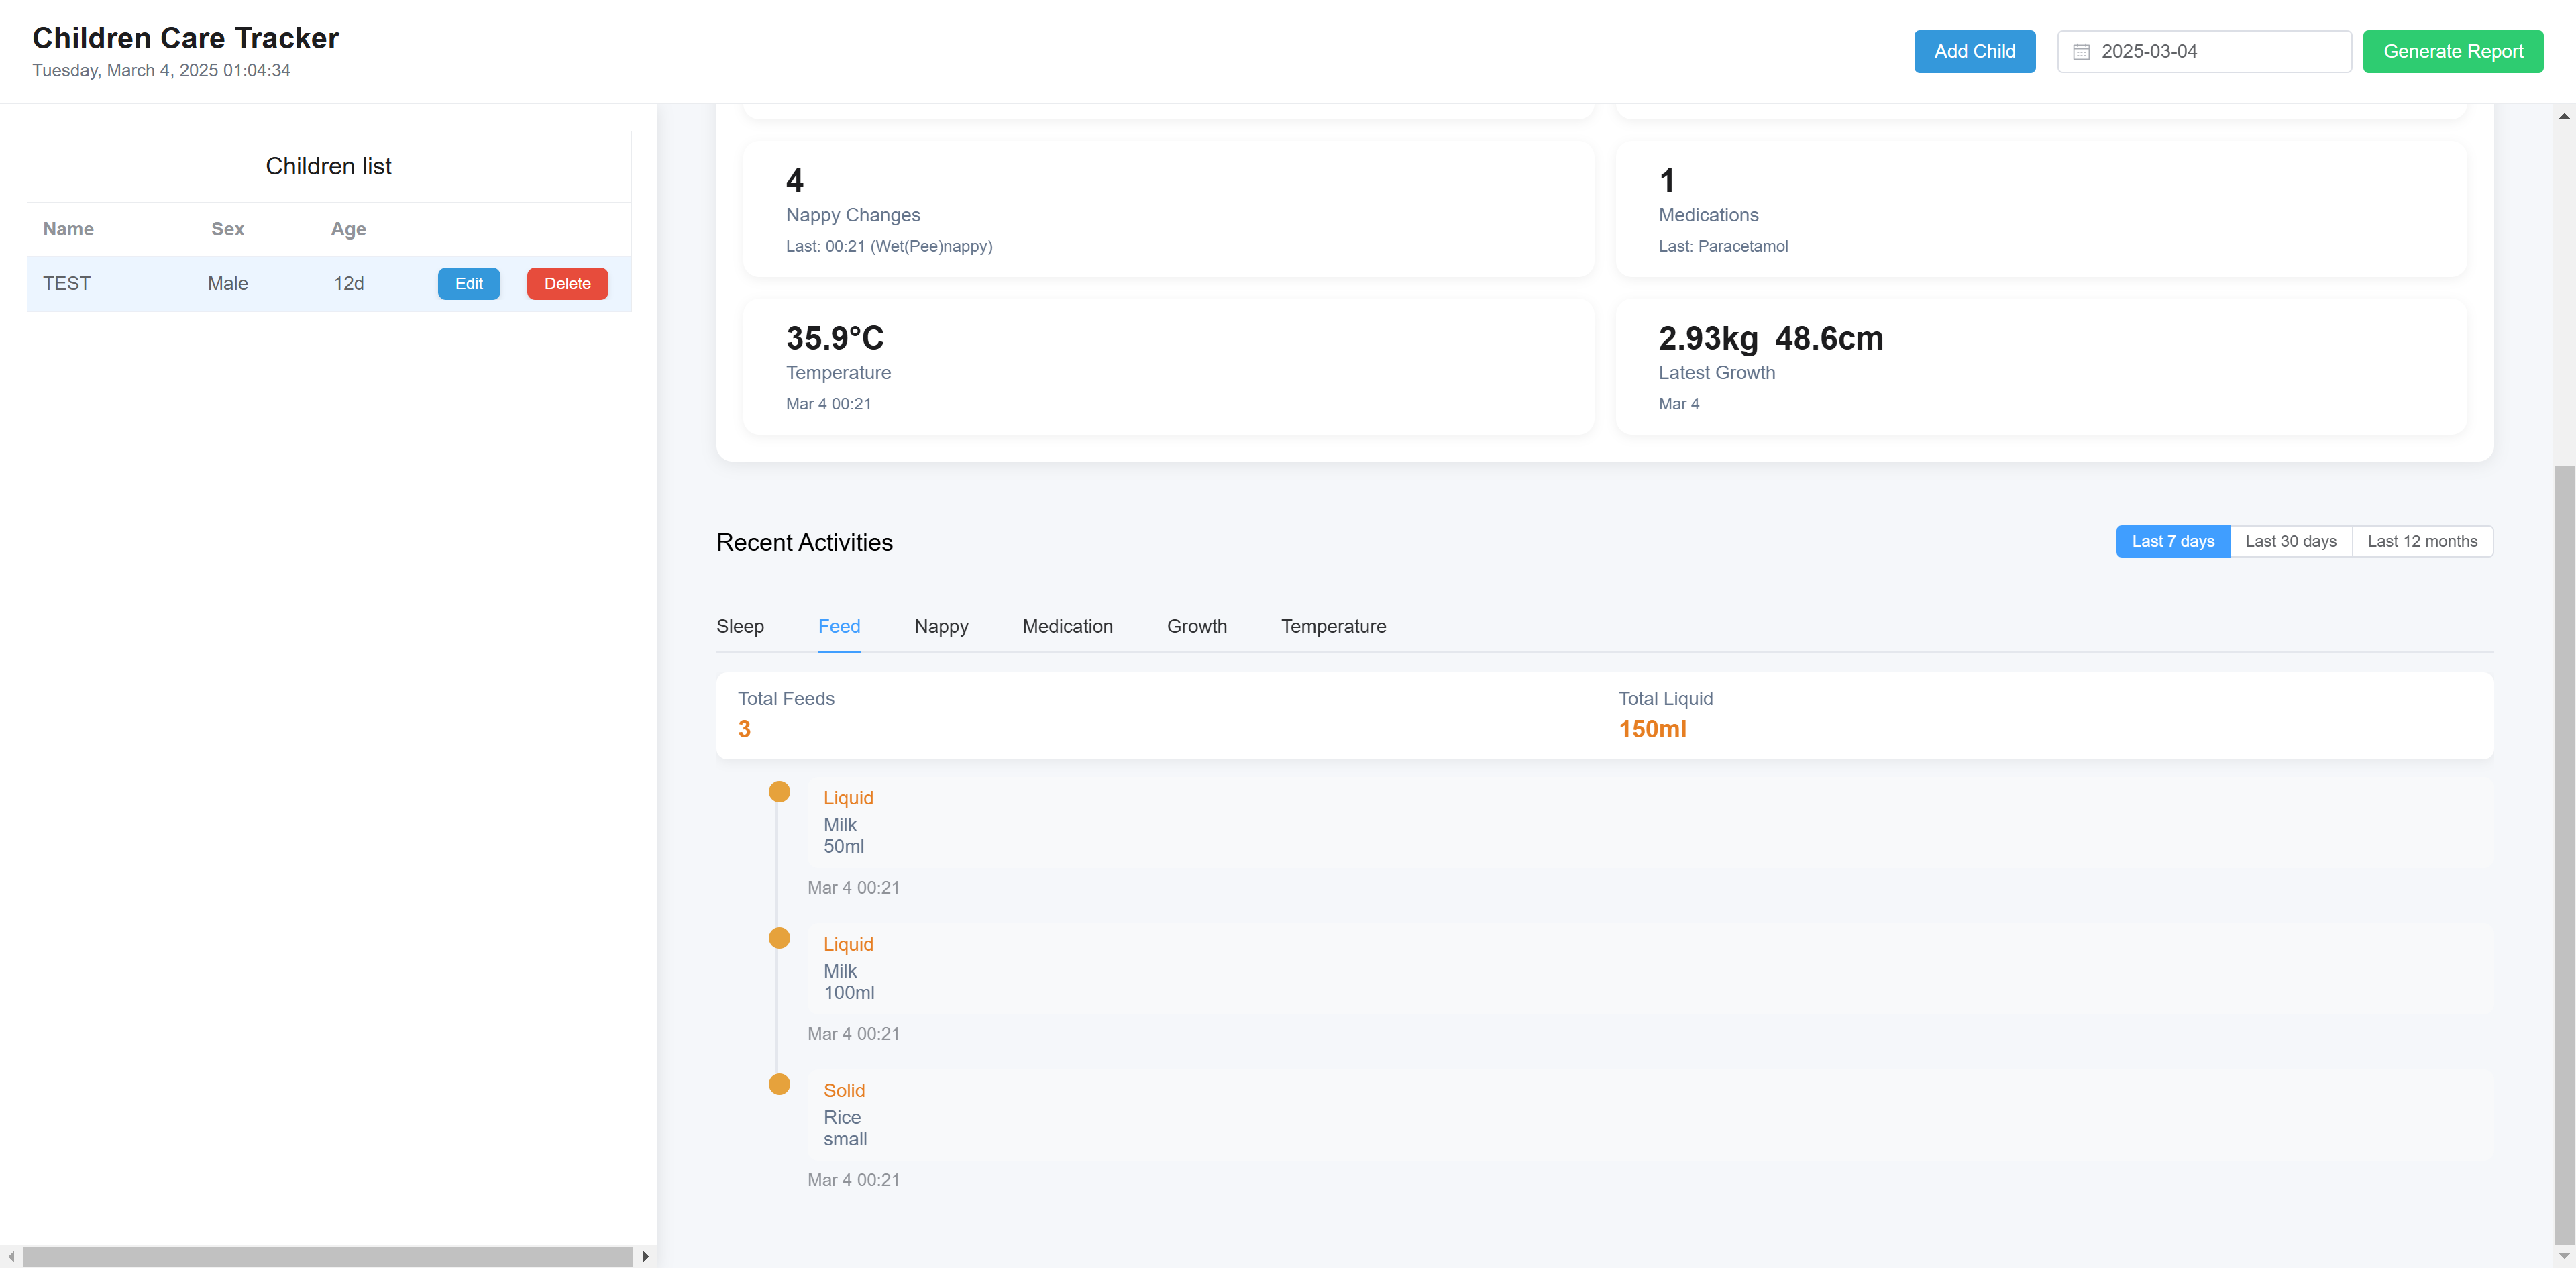 Children Care Tracker
Tuesday, March 4, 2025 01:04:34
Add Child
2025-03-04
Generate Report
Children list
Name Sex Age
TEST Male 12d Edit Delete
4
Nappy Changes
Last: 00:21 (Wet(Pee)nappy)
1
Medications
Last: Paracetamol
35.9°C
Temperature
Mar 4 00:21
2.93kg 48.6cm
Latest Growth
Mar 4
Recent Activities
Last 7 days Last 30 days Last 12 months
Sleep Feed Nappy Medication Growth Temperature
Total Feeds
3
Total Liquid
150ml
Liquid
Milk
50ml
Mar 4 00:21
Liquid
Milk
100ml
Mar 4 00:21
Solid
Rice
small
Mar 4 00:21